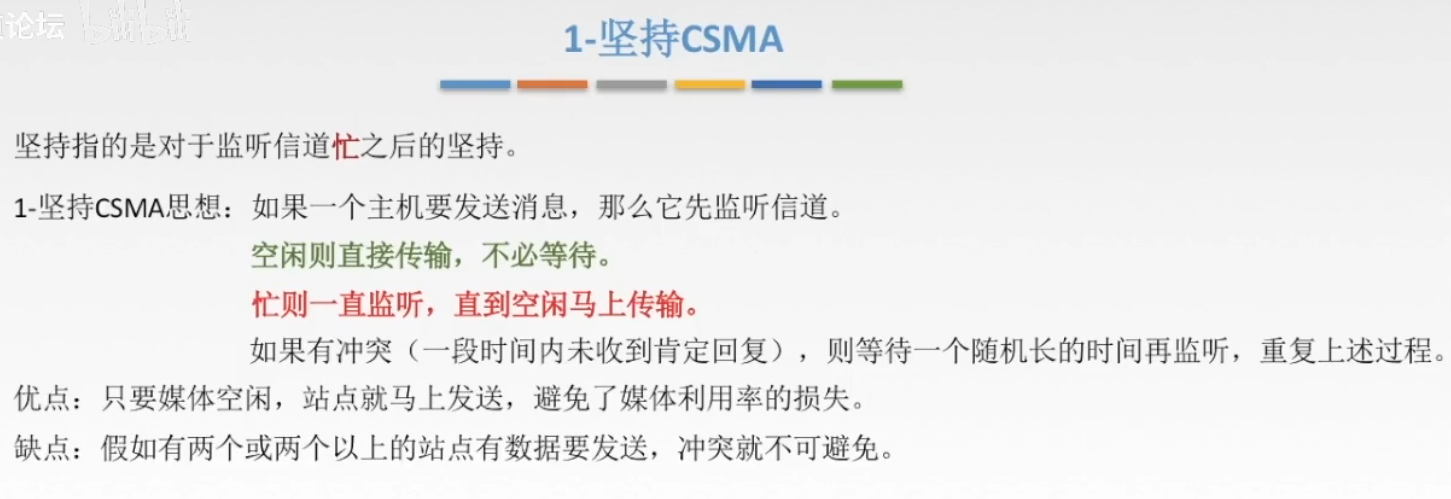 论坛 bilibili
1-坚持CSMA
坚持指的是对于监听信道忙之后的坚持。
1-坚持CSMA思想：如果一个主机要发送消息，那么它先监听信道。
空闲则直接传输，不必等待。
忙则一直监听，直到空闲马上传输。
如果有冲突（一段时间内未收到肯定回复），则等待一个随机长的时间再监听，重复上述过程。
优点：只要媒体空闲，站点就马上发送，避免了媒体利用率的损失。
缺点：假如有两个或两个以上的站点有数据要发送，冲突就不可避免。